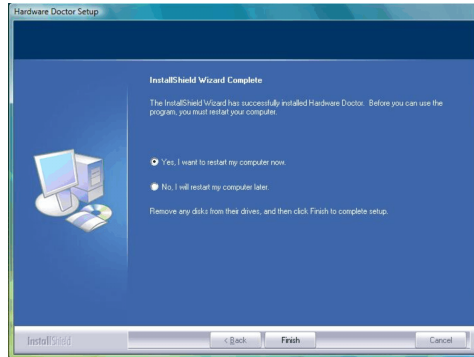 Hardware Doctor Setup
InstallShield Wizard Complete
The InstallShield Wizard has successfully installed Hardware Doctor. Before you can use the
program, you must restart your computer.
Yes, I want to restart my computer now.
No, I will restart my computer later.
Remove any disks from their drives, and then click Finish to complete setup.
InstallShield
< Back
Finish
Cancel